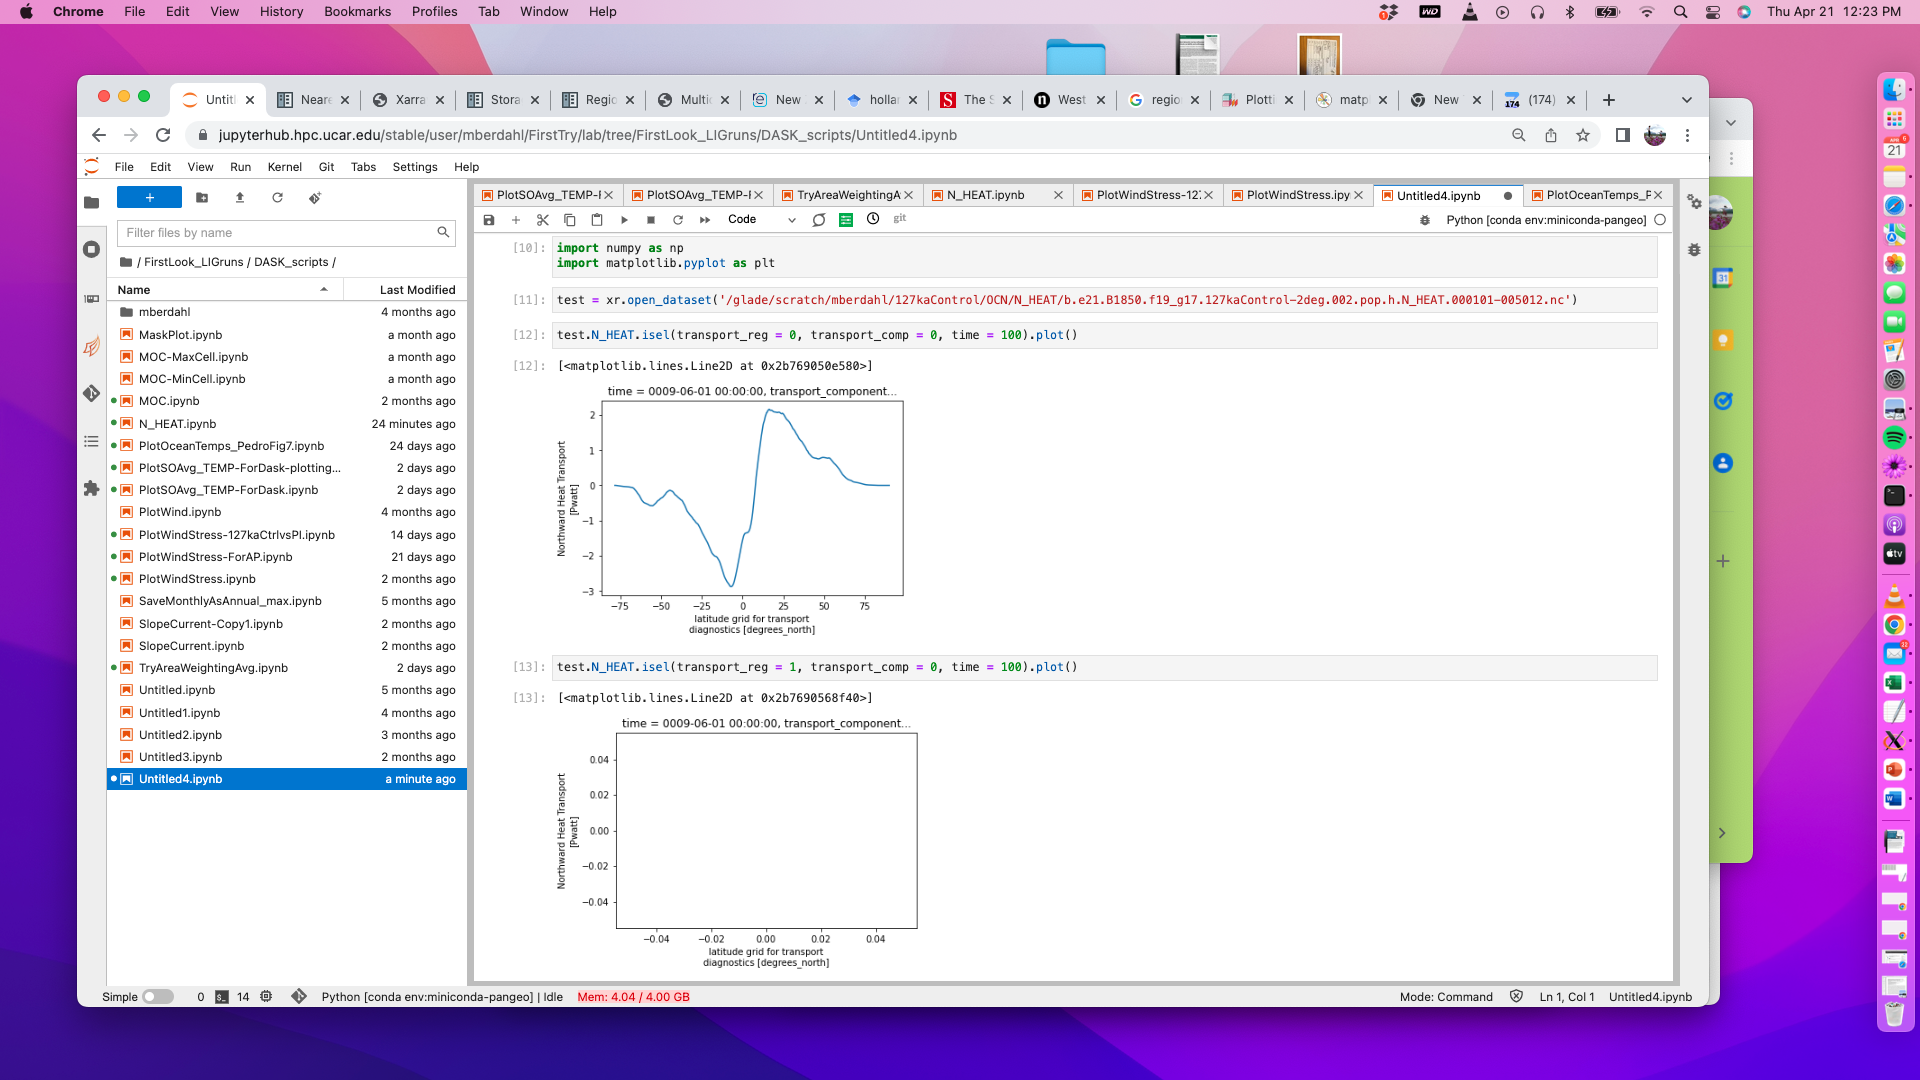 Chrome File Edit View History Bookmarks Profiles Tab Window Help WD Thu Apr 21 12:23 PM
Untitl Neare Xarra Stora Regio Multi New hollar The S West regio Plotti matp New (174)
jupyterhub.hpc.ucar.edu/stable/user/mberdahl/FirstTry/lab/tree/FirstLook_LIGruns/DASK_scripts/Untitled4.ipynb
File Edit View Run Kernel Git Tabs Settings Help
PlotSOAvg_TEMP-F PlotSOAvg_TEMP-F TryAreaWeightingA N_HEAT.ipynb PlotWindStress-127 PlotWindStress.ipy Untitled4.ipynb PlotOceanTemps_P
Code git Python [conda env:miniconda-pangeo]
Filter files by name
/ FirstLook_LIGruns / DASK_scripts /
Name Last Modified
mberdahl 4 months ago
MaskPlot.ipynb a month ago
MOC-MaxCell.ipynb a month ago
MOC-MinCell.ipynb a month ago
MOC.ipynb 2 months ago
N_HEAT.ipynb 24 minutes ago
PlotOceanTemps_PedroFig7.ipynb 24 days ago
PlotSOAvg_TEMP-ForDask-plotting... 2 days ago
PlotSOAvg_TEMP-ForDask.ipynb 2 days ago
PlotWind.ipynb 4 months ago
PlotWindStress-127kaCtrlvsPI.ipynb 14 days ago
PlotWindStress-ForAP.ipynb 21 days ago
PlotWindStress.ipynb 2 months ago
SaveMonthlyAsAnnual_max.ipynb 5 months ago
SlopeCurrent-Copy1.ipynb 2 months ago
SlopeCurrent.ipynb 2 months ago
TryAreaWeightingAvg.ipynb 2 days ago
Untitled.ipynb 5 months ago
Untitled1.ipynb 4 months ago
Untitled2.ipynb 3 months ago
Untitled3.ipynb 2 months ago
Untitled4.ipynb a minute ago
[10]: import numpy as np
import matplotlib.pyplot as plt
[11]: test = xr.open_dataset('/glade/scratch/mberdahl/127kaControl/OCN/N_HEAT/b.e21.B1850.f19_g17.127kaControl-2deg.002.pop.h.N_HEAT.000101-005012.nc')
[12]: test.N_HEAT.isel(transport_reg = 0, transport_comp = 0, time = 100).plot()
[12]: [<matplotlib.lines.Line2D at 0x2b769050e580>]
time = 0009-06-01 00:00:00, transport_component...
2
1
0
−1
−2
−3
Northward Heat Transport
[Pwatt]
−75 −50 −25 0 25 50 75
latitude grid for transport
diagnostics [degrees_north]
[13]: test.N_HEAT.isel(transport_reg = 1, transport_comp = 0, time = 100).plot()
[13]: [<matplotlib.lines.Line2D at 0x2b7690568f40>]
time = 0009-06-01 00:00:00, transport_component...
0.04
0.02
0.00
−0.02
−0.04
Northward Heat Transport
[Pwatt]
−0.04 −0.02 0.00 0.02 0.04
latitude grid for transport
diagnostics [degrees_north]
Simple 0 14 Python [conda env:miniconda-pangeo] | Idle Mem: 4.04 / 4.00 GB Mode: Command Ln 1, Col 1 Untitled4.ipynb